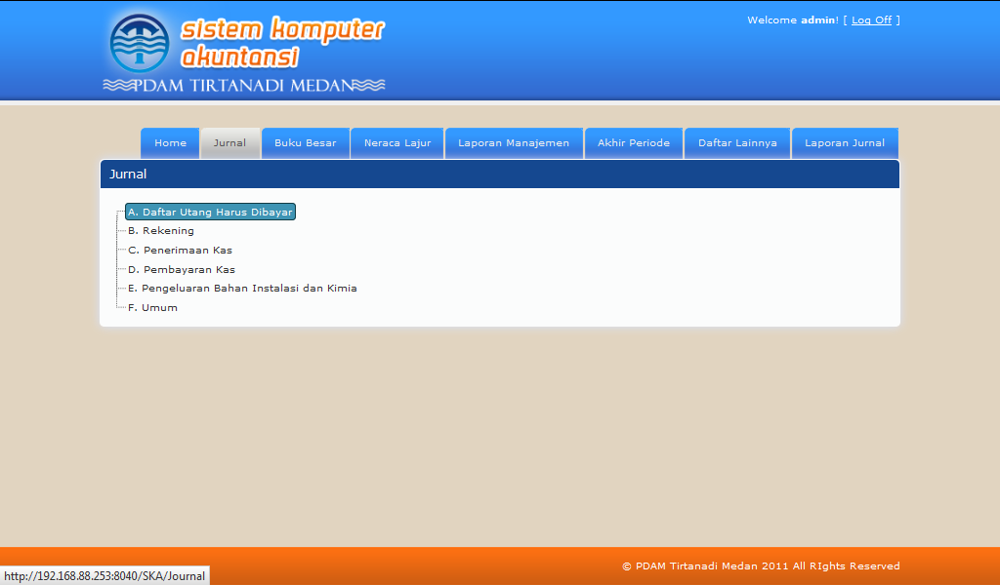 sistem komputer
akuntansi
PDAM TIRTANADI MEDAN
Welcome admin! [ Log Off ]
Home Jurnal Buku Besar Neraca Lajur Laporan Manajemen Akhir Periode Daftar Lainnya Laporan Jurnal
Jurnal
A. Daftar Utang Harus Dibayar
B. Rekening
C. Penerimaan Kas
D. Pembayaran Kas
E. Pengeluaran Bahan Instalasi dan Kimia
F. Umum
© PDAM Tirtanadi Medan 2011 All RIghts Reserved
http://192.168.88.253:8040/SKA/Journal